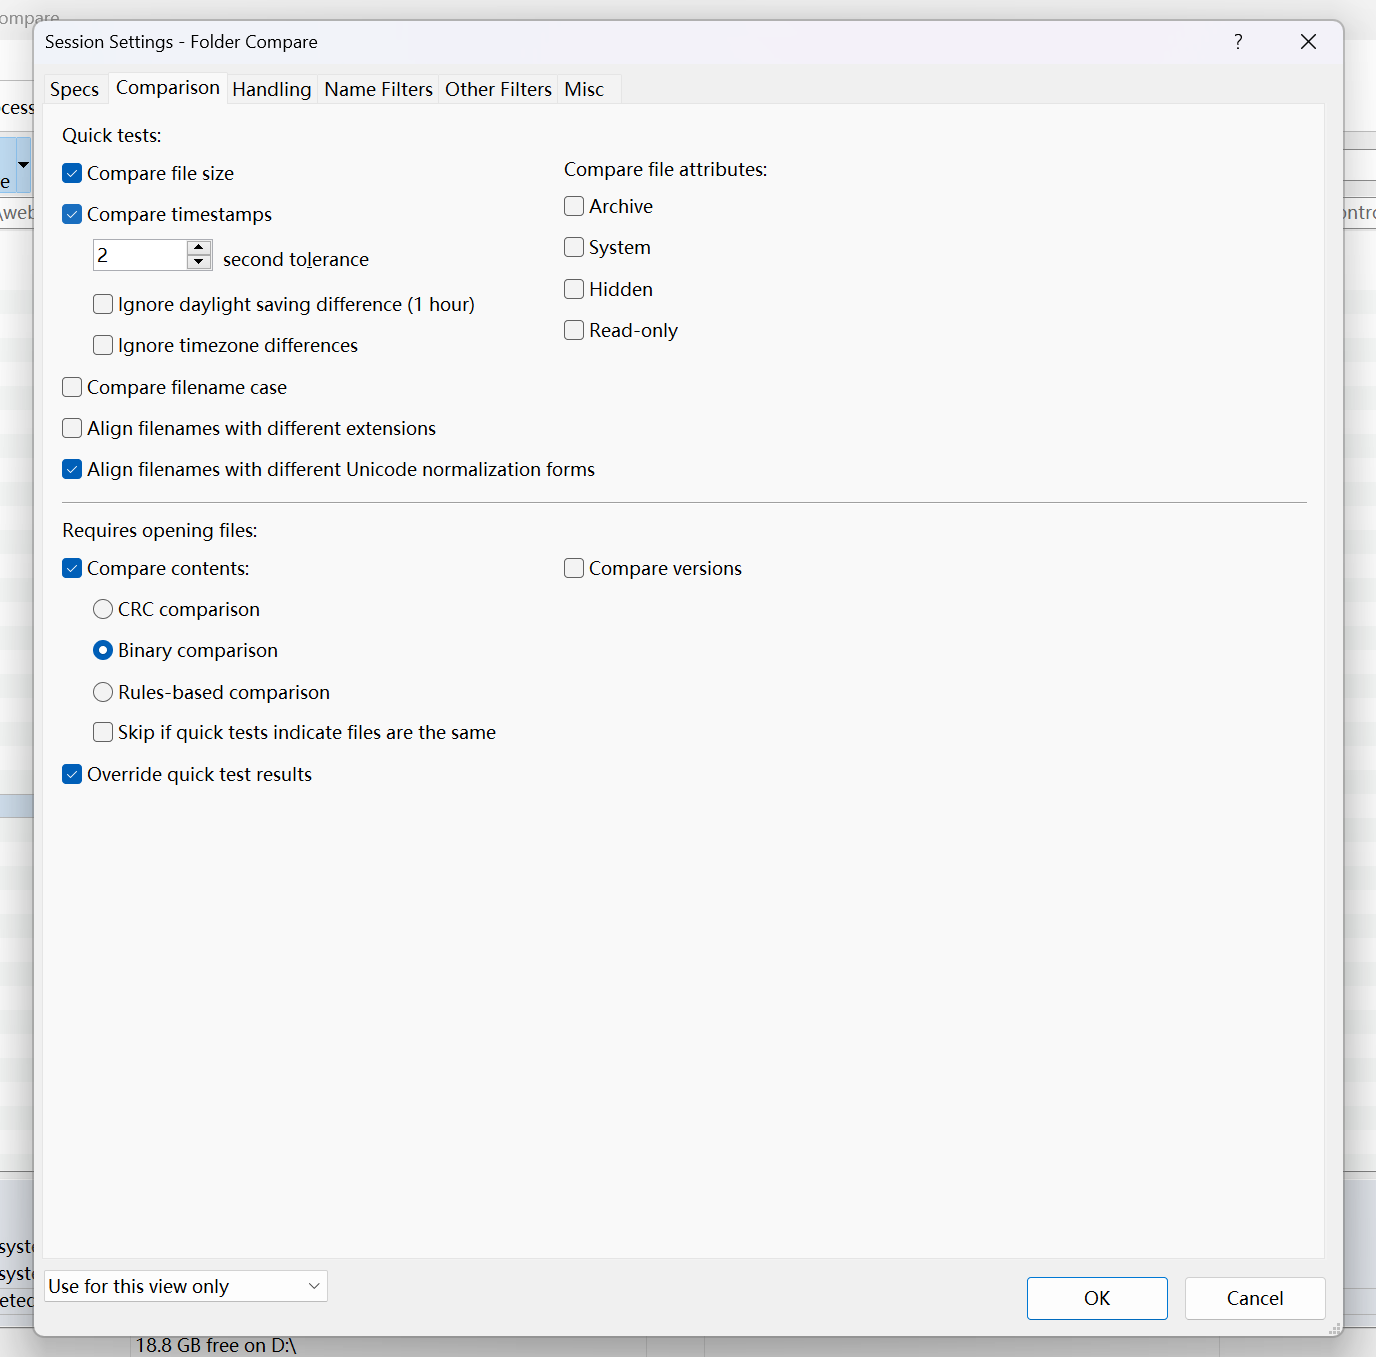 ompare
Session Settings - Folder Compare
?
Specs Comparison Handling Name Filters Other Filters Misc
cess
Quick tests:
Compare file size
Compare file attributes:
e
\web
Compare timestamps
Archive
ontro
2 second tolerance
System
Ignore daylight saving difference (1 hour)
Hidden
Ignore timezone differences
Read-only
Compare filename case
Align filenames with different extensions
Align filenames with different Unicode normalization forms
Requires opening files:
Compare contents:
Compare versions
CRC comparison
Binary comparison
Rules-based comparison
Skip if quick tests indicate files are the same
Override quick test results
syste
syste
etec
Use for this view only
OK
Cancel
18.8 GB free on D:\